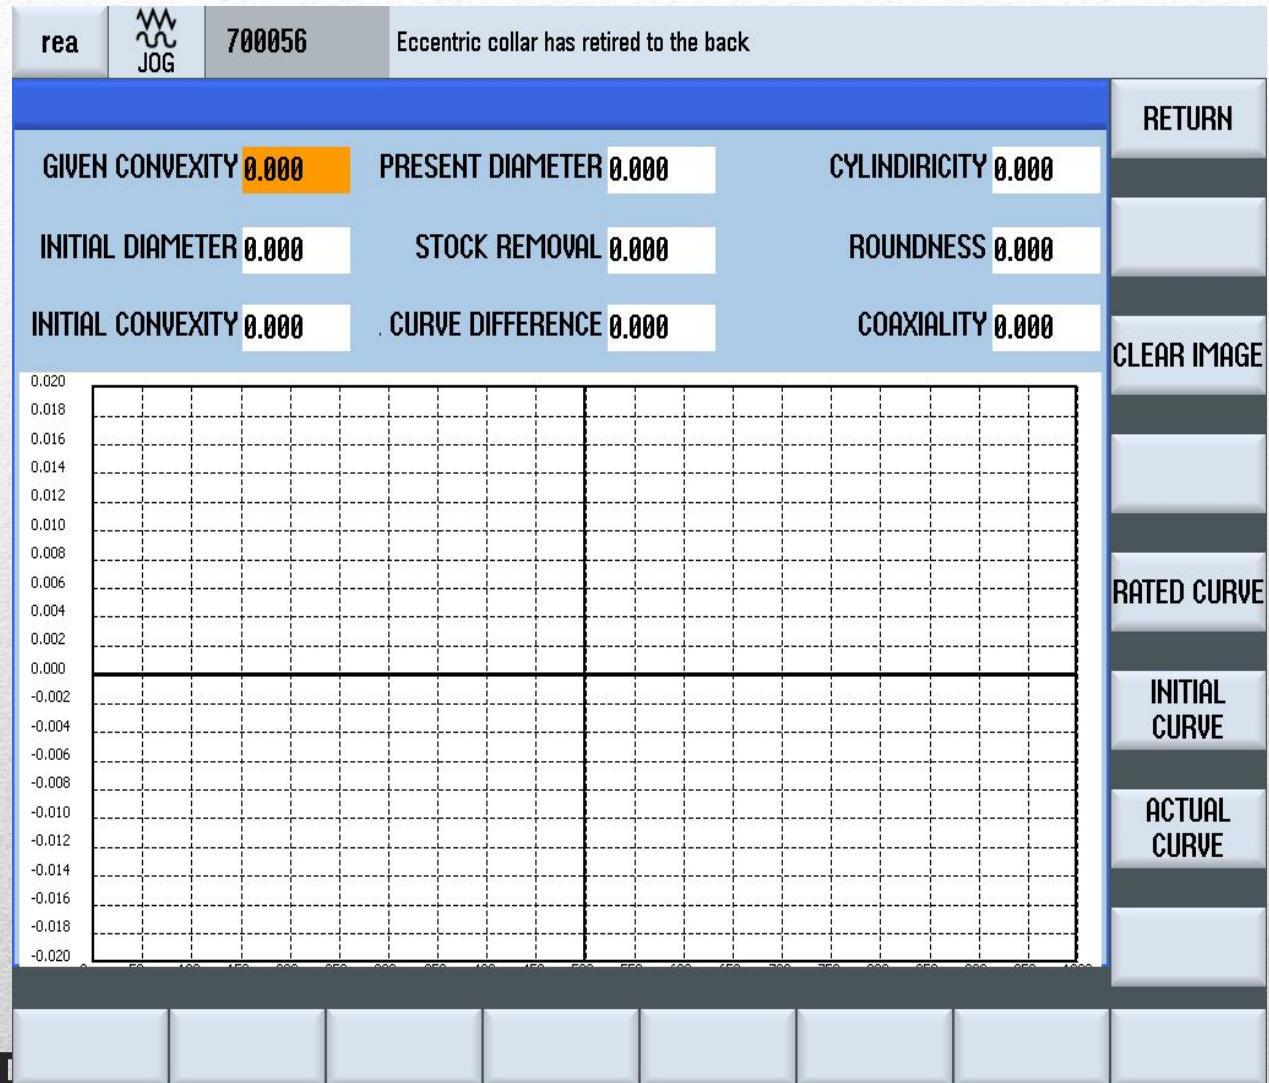 rea
JOG
700056
Eccentric collar has retired to the back
RETURN
GIVEN CONVEXITY 0.000
PRESENT DIAMETER 0.000
CYLINDIRICITY 0.000
INITIAL DIAMETER 0.000
STOCK REMOVAL 0.000
ROUNDNESS 0.000
INITIAL CONVEXITY 0.000
. CURVE DIFFERENCE 0.000
COAXIALITY 0.000
CLEAR IMAGE
RATED CURVE
INITIAL
CURVE
ACTUAL
CURVE
0.020
0.018
0.016
0.014
0.012
0.010
0.008
0.006
0.004
0.002
0.000
-0.002
-0.004
-0.006
-0.008
-0.010
-0.012
-0.014
-0.016
-0.018
-0.020